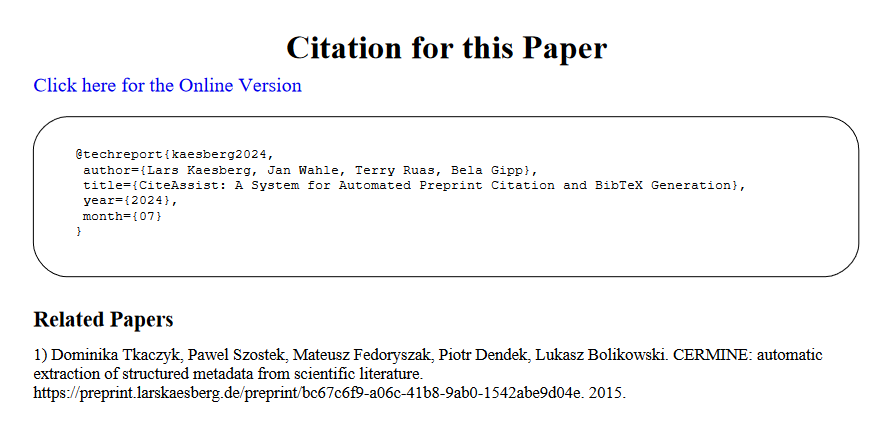 Citation for this Paper
Click here for the Online Version
@techreport{kaesberg2024,
author={Lars Kaesberg, Jan Wahle, Terry Ruas, Bela Gipp},
title={CiteAssist: A System for Automated Preprint Citation and BibTeX Generation},
year={2024},
month={07}
}
Related Papers
1) Dominika Tkaczyk, Pawel Szostek, Mateusz Fedoryszak, Piotr Dendek, Lukasz Bolikowski. CERMINE: automatic
extraction of structured metadata from scientific literature.
https://preprint.larskaesberg.de/preprint/bc67c6f9-a06c-41b8-9ab0-1542abe9d04e. 2015.